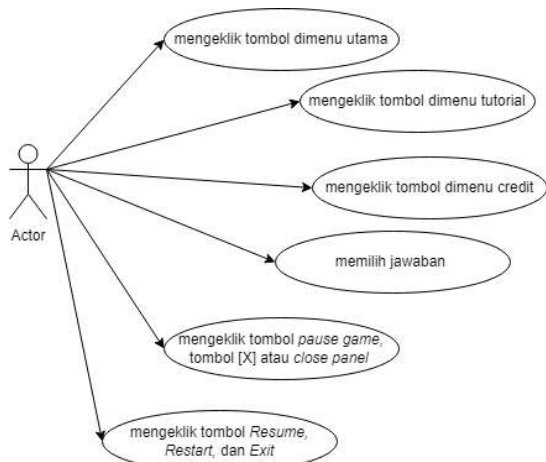 mengeklik tombol dimenu utama
mengeklik tombol dimenu tutorial
mengeklik tombol dimenu credit
Actor
memilih jawaban
mengeklik tombol pause game,
tombol [X] atau close panel
mengeklik tombol Resume,
Restart, dan Exit